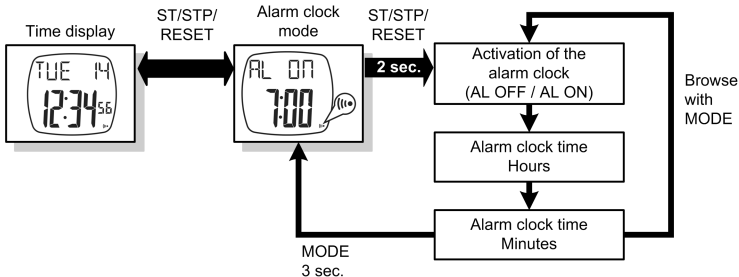 Time display
ST/STP/
RESET
Alarm clock
mode
ST/STP/
RESET
TUE 14
12:34 56
AL ON
7:00
2 sec.
Activation of the
alarm clock
(AL OFF / AL ON)
Browse
with
MODE
Alarm clock time
Hours
Alarm clock time
Minutes
MODE
3 sec.